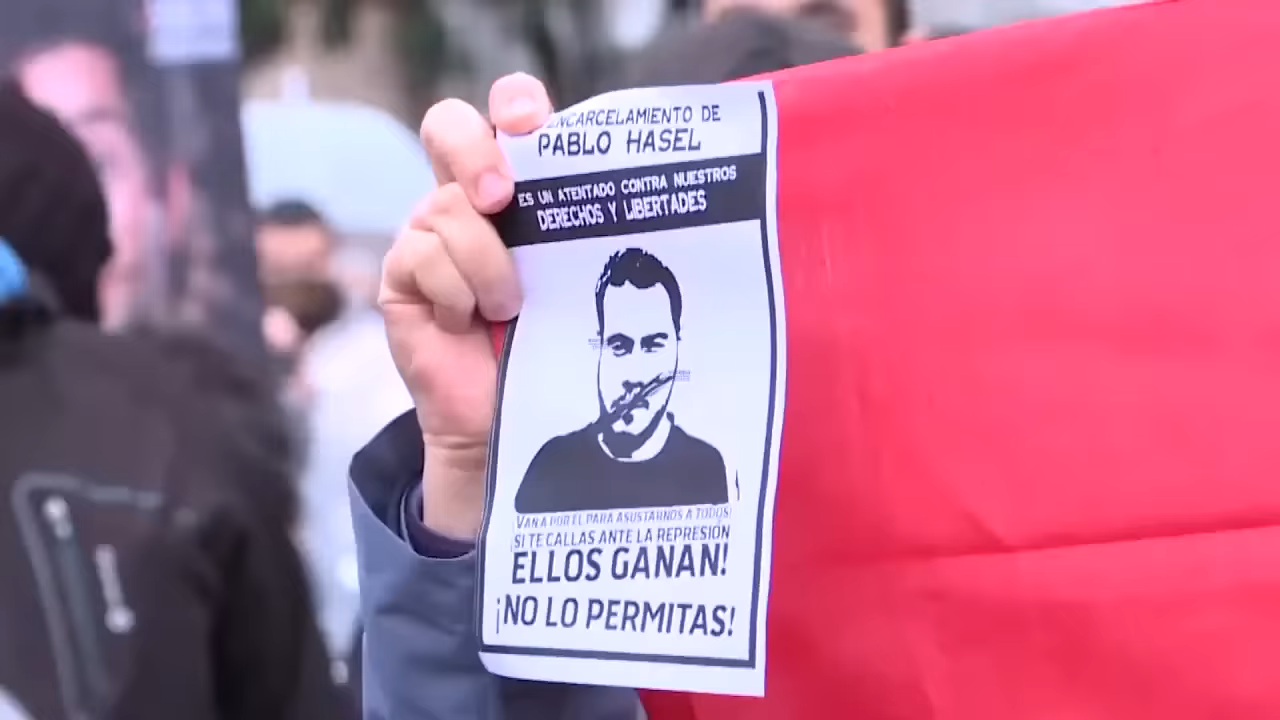 ENCARCELAMIENTO DE
PABLO HASEL
ES UN ATENTADO CONTRA NUESTROS
DERECHOS Y LIBERTADES
VAN A POR EL PARA ASUSTARNOS A TODOS!
SI TE CALLAS ANTE LA REPRESIÓN
ELLOS GANAN!
¡NO LO PERMITAS!